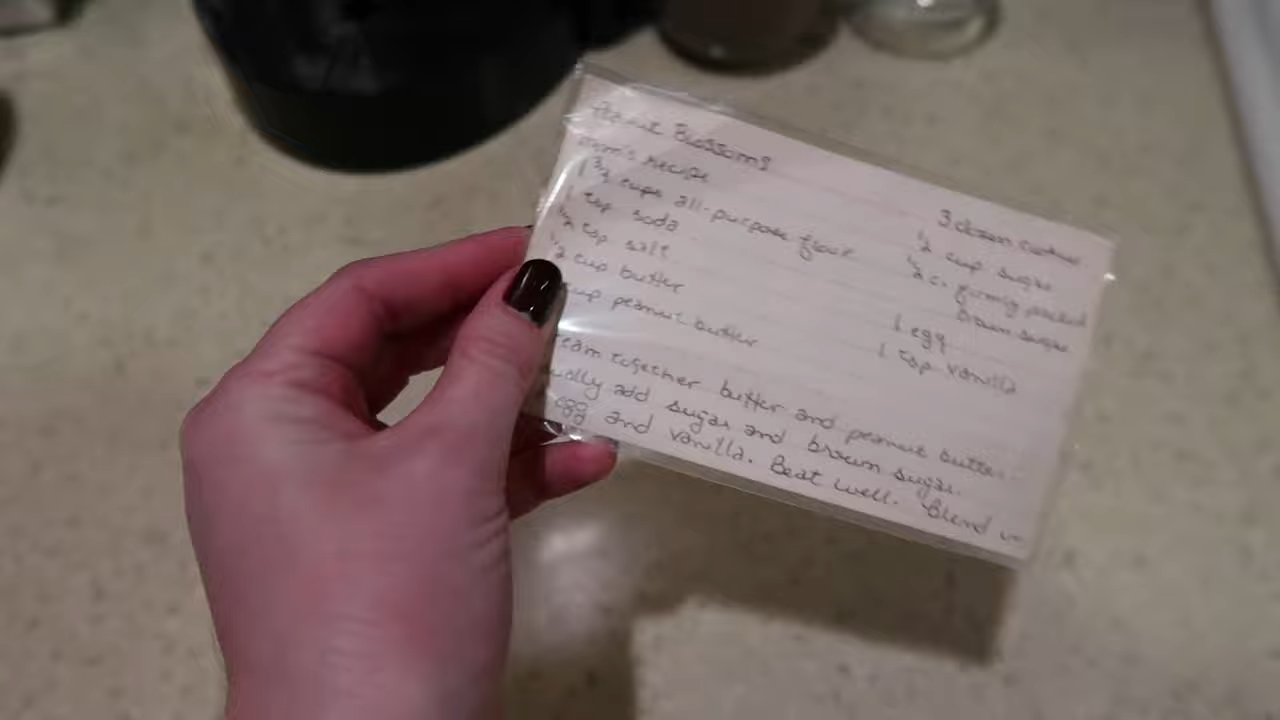 Peanut Blossoms
Mom's recipe
1 3/4 cups all-purpose flour
1 tsp soda
1/2 tsp salt
1/2 cup butter
cup peanut butter
3 dozen cookies
1/2 cup sugar
1/2 c. firmly packed
brown sugar
1 egg
1 tsp vanilla
eam together butter and peanut butter.
ually add sugar and brown sugar.
egg and vanilla. Beat well. Blend